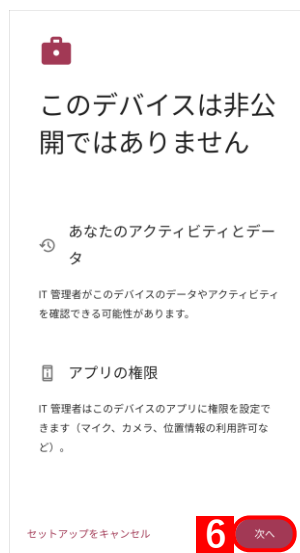 このデバイスは非公
開ではありません
あなたのアクティビティとデー
タ
IT 管理者がこのデバイスのデータやアクティビティ
を確認できる可能性があります。
アプリの権限
IT 管理者はこのデバイスのアプリに権限を設定で
きます（マイク、カメラ、位置情報の利用許可な
ど）。
セットアップをキャンセル 6 次へ